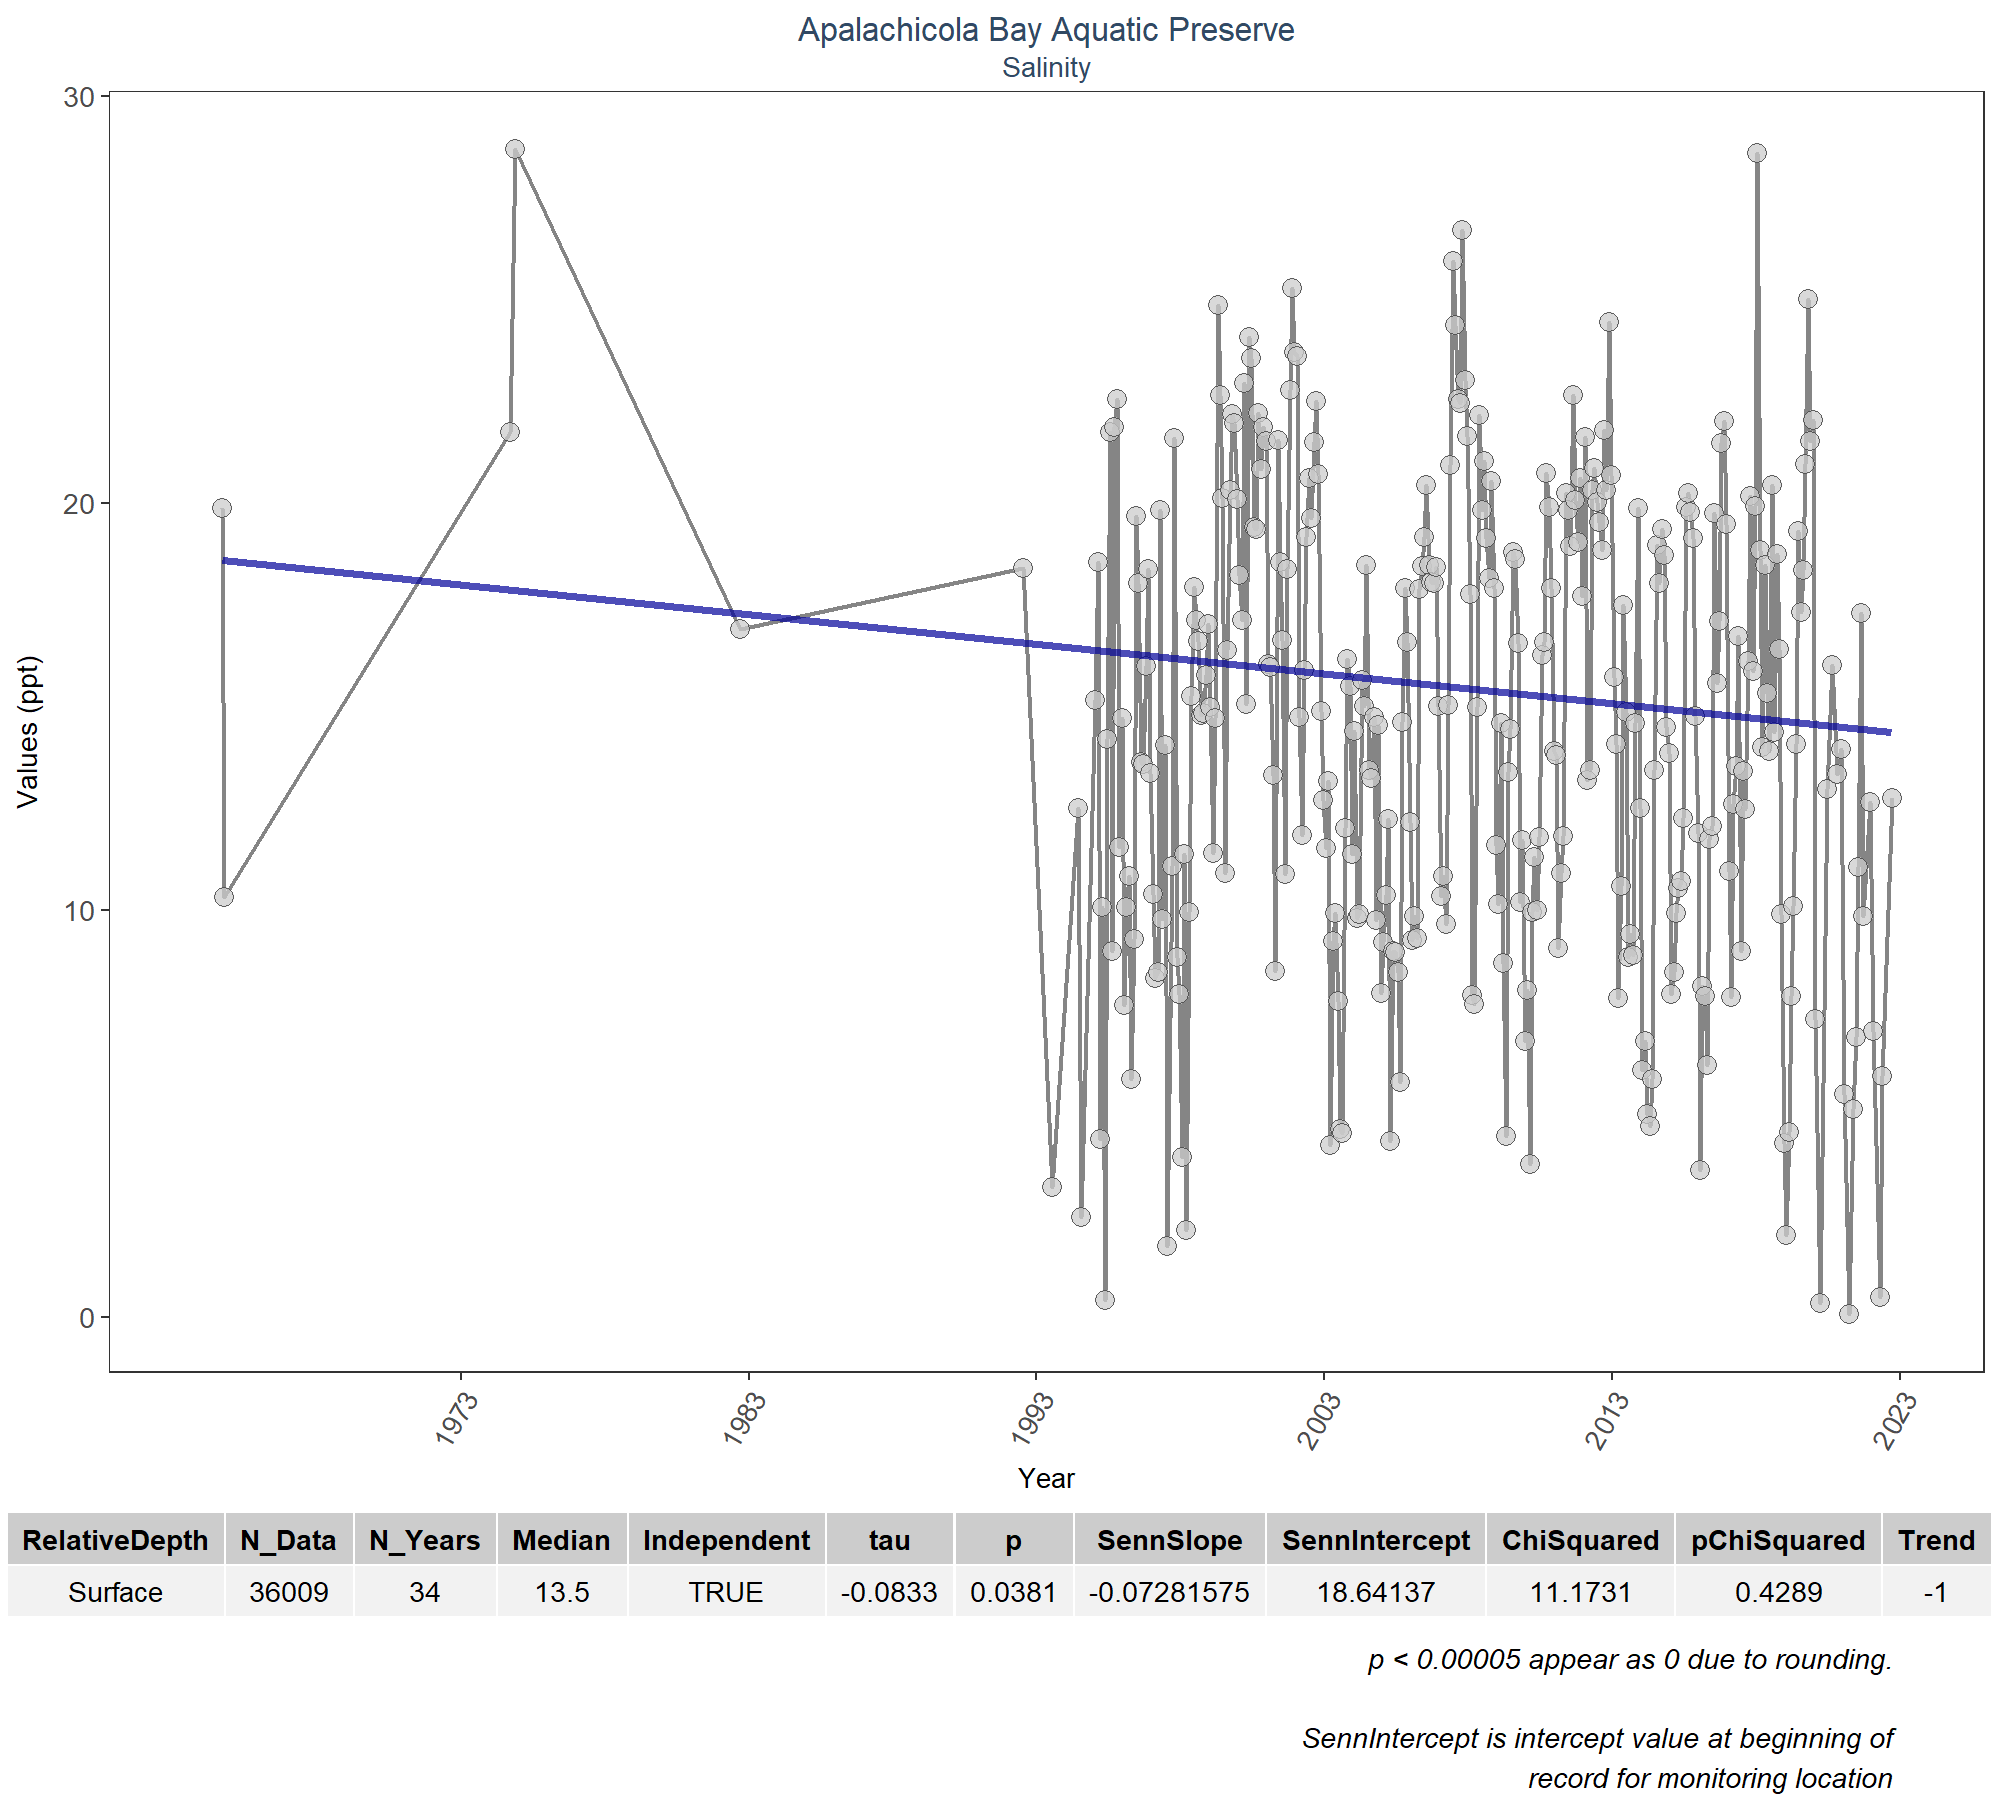 Apalachicola Bay Aquatic Preserve
Salinity
30
20
10
0
Values (ppt)
1973 1983 1993 2003 2013 2023
Year
RelativeDepth N_Data N_Years Median Independent tau p SennSlope SennIntercept ChiSquared pChiSquared Trend
Surface 36009 34 13.5 TRUE -0.0833 0.0381 -0.07281575 18.64137 11.1731 0.4289 -1
p < 0.00005 appear as 0 due to rounding.
SennIntercept is intercept value at beginning of
record for monitoring location